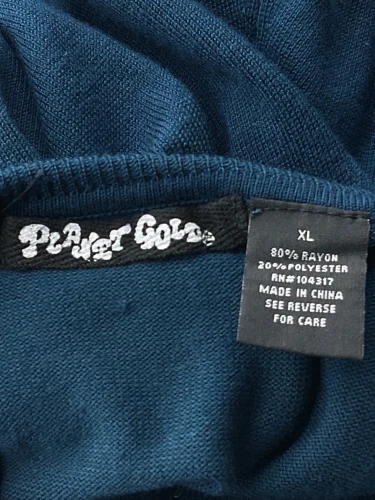 PLANET GOLD
XL
80% RAYON
20% POLYESTER
RN#104317
MADE IN CHINA
SEE REVERSE
FOR CARE